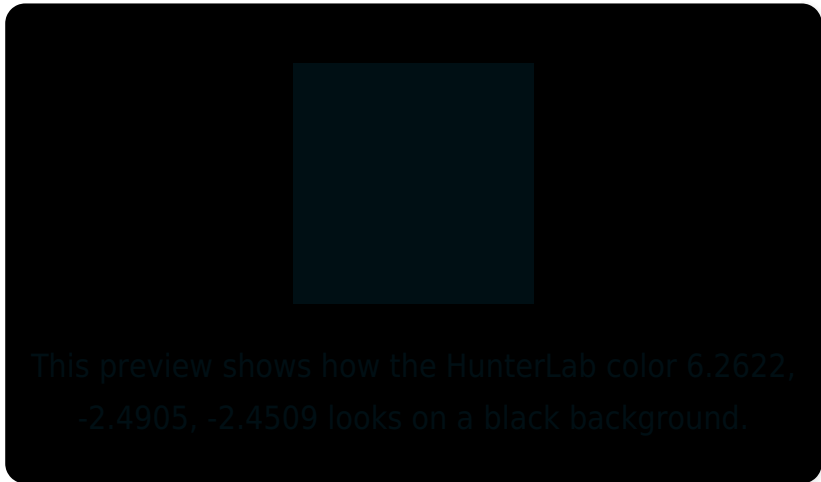 This preview shows how the HunterLab color 6.2622,
-2.4905, -2.4509 looks on a black background.